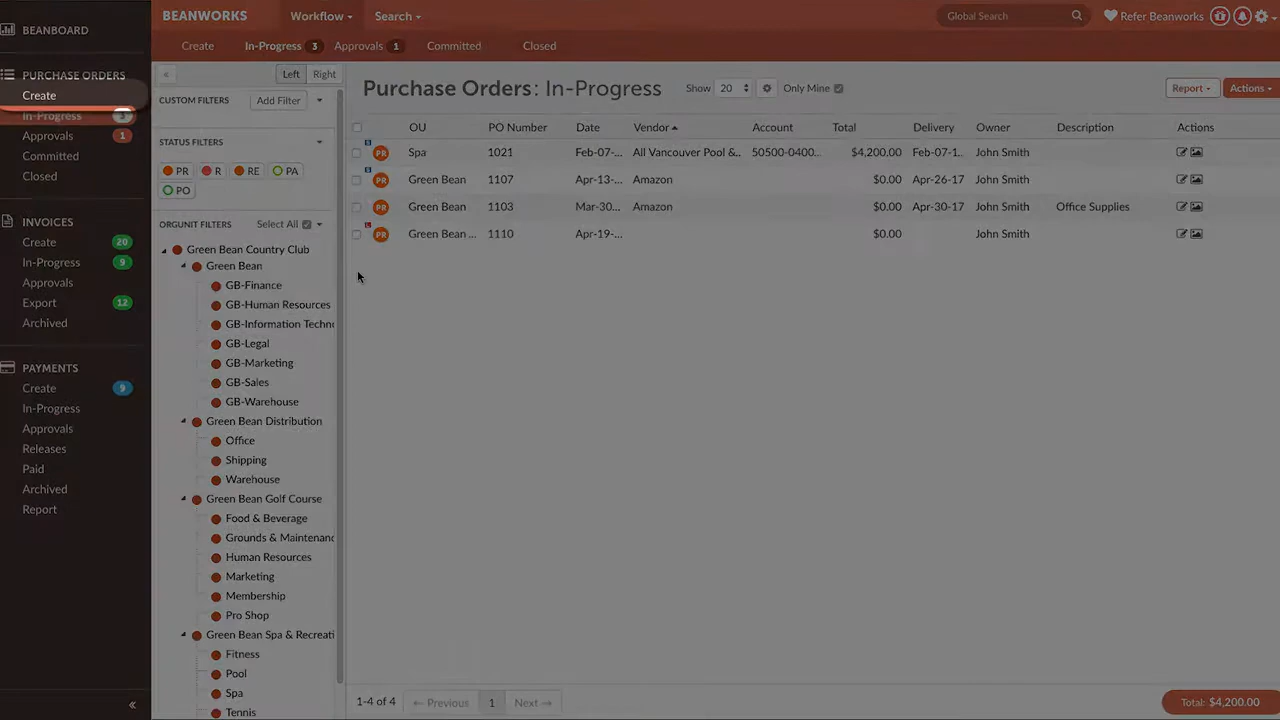 BEANBOARD
PURCHASE ORDERS
Create
In-Progress 3
Approvals 1
Committed
Closed
INVOICES
Create 20
In-Progress 9
Approvals
Export 12
Archived
PAYMENTS
Create 9
In-Progress
Approvals
Releases
Paid
Archived
Report
«
BEANWORKS Workflow Search Global Search Refer Beanworks
Create In-Progress 3 Approvals 1 Committed Closed
« Left Right
CUSTOM FILTERS Add Filter
STATUS FILTERS
PR R RE PA
PO
ORGUNIT FILTERS Select All
Green Bean Country Club
Green Bean
GB-Finance
GB-Human Resources
GB-Information Techn
GB-Legal
GB-Marketing
GB-Sales
GB-Warehouse
Green Bean Distribution
Office
Shipping
Warehouse
Green Bean Golf Course
Food & Beverage
Grounds & Maintenanc
Human Resources
Marketing
Membership
Pro Shop
Green Bean Spa & Recreati
Fitness
Pool
Spa
Tennis
Purchase Orders: In-Progress Show 20 Only Mine Report Actions
OU PO Number Date Vendor Account Total Delivery Owner Description Actions
PR Spa 1021 Feb-07-... All Vancouver Pool &.. 50500-0400... $4,200.00 Feb-07-1.. John Smith
PR Green Bean 1107 Apr-13-... Amazon $0.00 Apr-26-17 John Smith
PR Green Bean 1103 Mar-30... Amazon $0.00 Apr-30-17 John Smith Office Supplies
PR Green Bean ... 1110 Apr-19-... $0.00 John Smith
1-4 of 4 ← Previous 1 Next → Total: $4,200.00